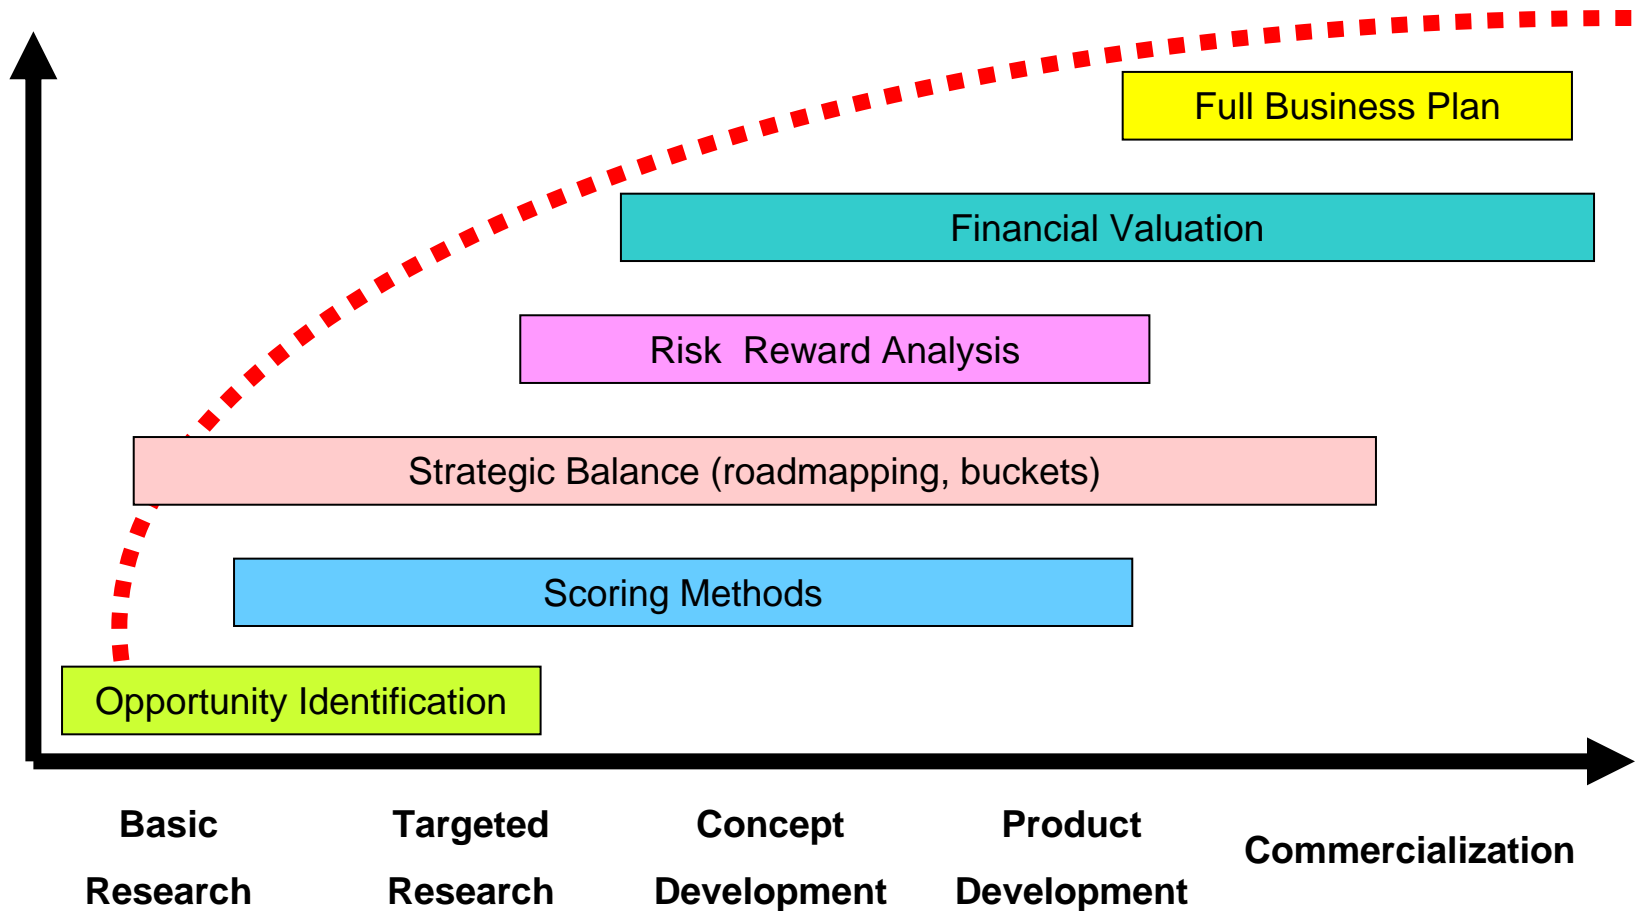 Full Business Plan
Financial Valuation
Risk  Reward Analysis
Strategic Balance (roadmapping, buckets)
Scoring Methods
Opportunity Identification
Basic
Research
Targeted
Research
Concept
Development
Product
Development
Commercialization